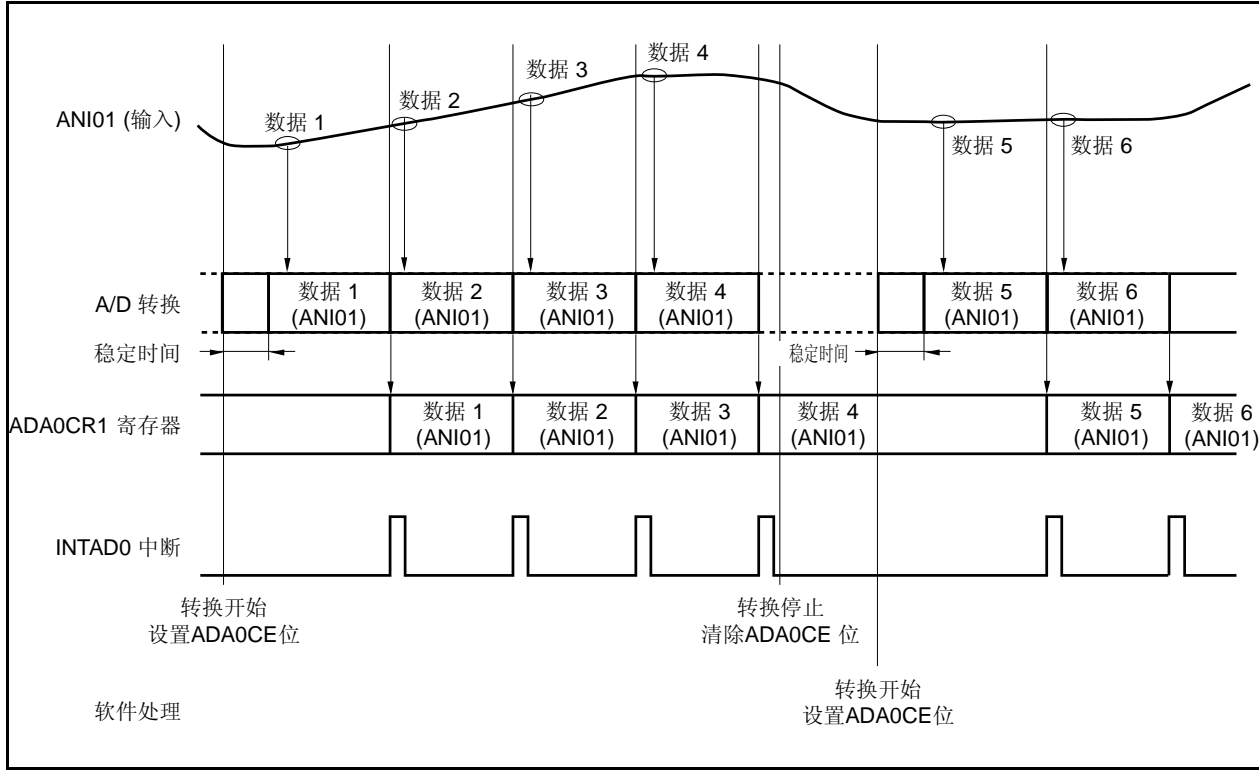 数据 4
数据 3
数据 2
ANI01 (输入)
数据 1
数据 5
数据 6
A/D 转换
数据 1
(ANI01)
数据 2
(ANI01)
数据 3
(ANI01)
数据 4
(ANI01)
数据 5
(ANI01)
数据 6
(ANI01)
稳定时间
稳定时间
ADA0CR1 寄存器
数据 1
(ANI01)
数据 2
(ANI01)
数据 3
(ANI01)
数据 4
(ANI01)
数据 5
(ANI01)
数据 6
(ANI01)
INTAD0 中断
转换开始
设置ADA0CE位
转换停止
清除ADA0CE 位
转换开始
设置ADA0CE位
软件处理